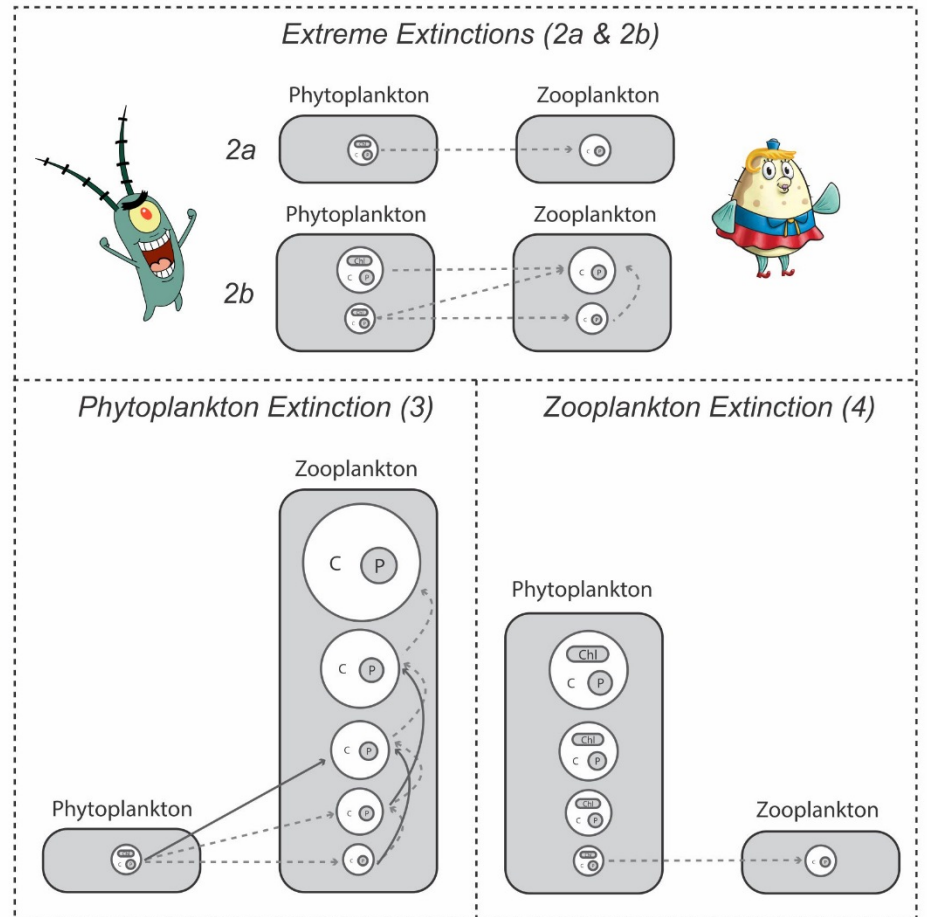 Extreme Extinctions (2a & 2b)
Phytoplankton Zooplankton
2a
C P
C P
Phytoplankton Zooplankton
2b
Chl
C P
C P
C P
C P
Phytoplankton Extinction (3)
Zooplankton
C P
C P
C P
C P
C P
Phytoplankton
C P
Zooplankton Extinction (4)
Phytoplankton
Chl
C P
Chl
C P
Chl
C P
C P
Zooplankton
C P